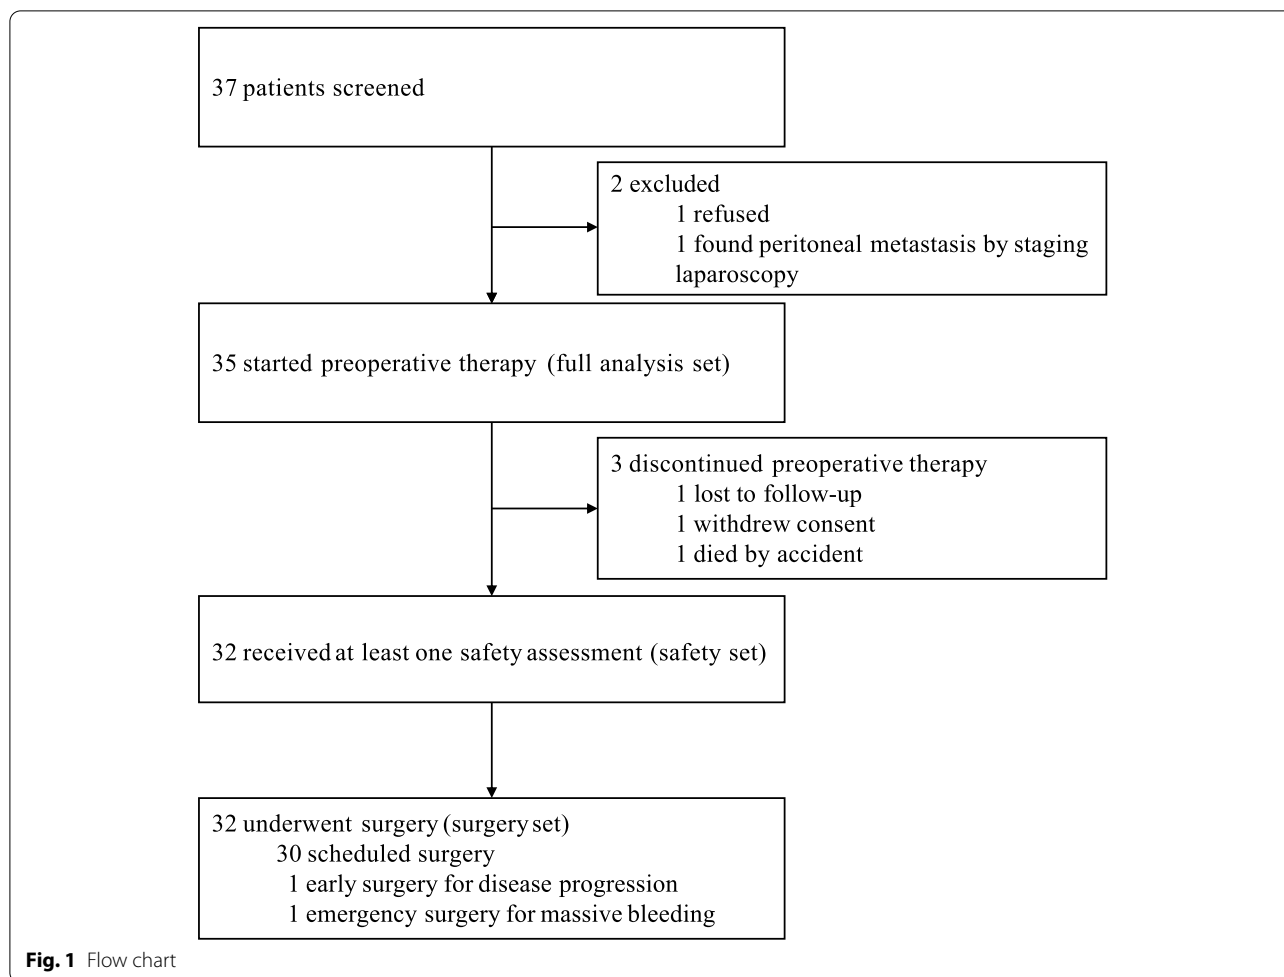 37 patients screened
2 excluded
1 refused
1 found peritoneal metastasis by staging
laparoscopy
35 started preoperative therapy (full analysis set)
3 discontinued preoperative therapy
1 lost to follow-up
1 withdrew consent
1 died by accident
32 received at least one safety assessment (safety set)
32 underwent surgery (surgery set)
30 scheduled surgery
1 early surgery for disease progression
1 emergency surgery for massive bleeding
Fig. 1 Flow chart